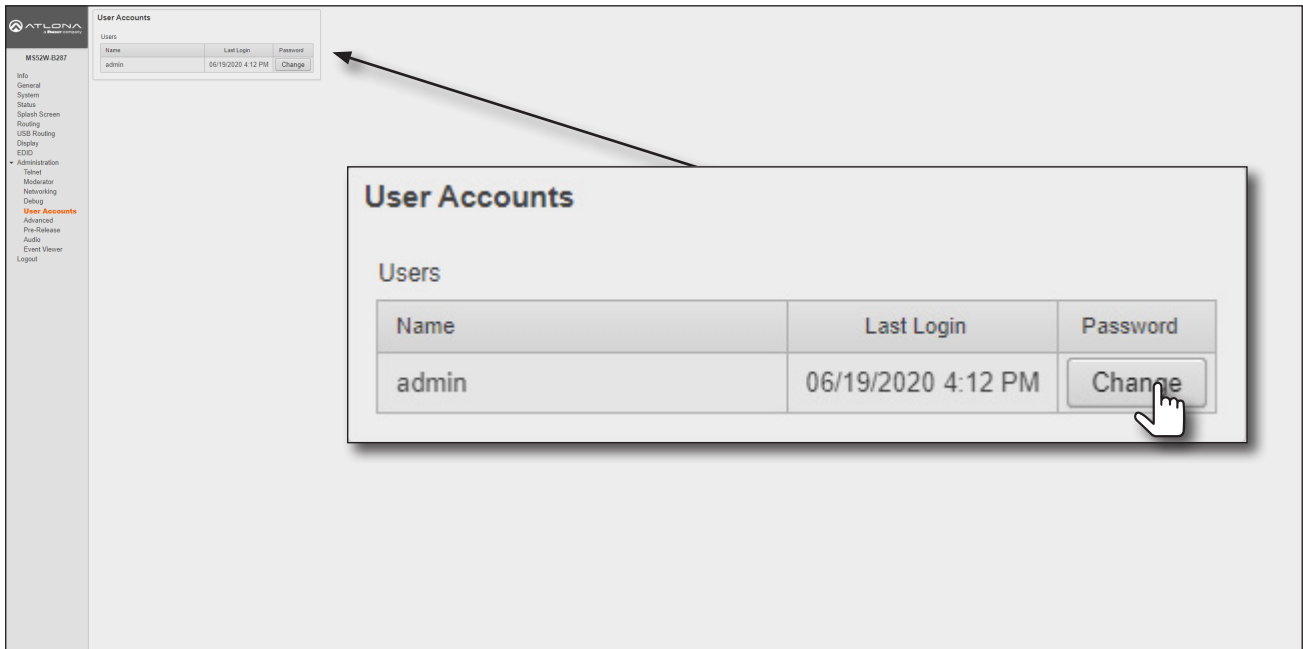 ATLONA
a Panduit company
MS52W-B287
Info
General
System
Status
Splash Screen
Routing
USB Routing
Display
EDID
Administration
Telnet
Moderator
Networking
Debug
User Accounts
Advanced
Pre-Release
Audio
Event Viewer
Logout
User Accounts
Users
Name Last Login Password
admin 06/19/2020 4:12 PM Change
User Accounts
Users
Name Last Login Password
admin 06/19/2020 4:12 PM Change